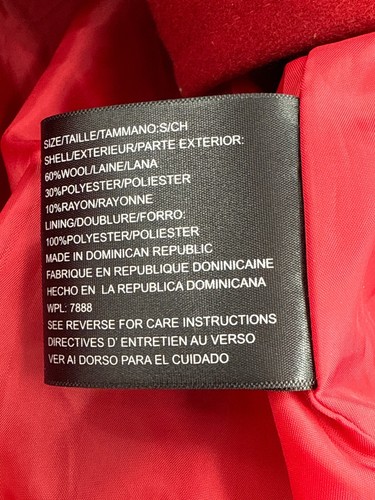 SIZE/TAILLE/TAMMANO:S/CH
SHELL/EXTERIEUR/PARTE EXTERIOR:
60%WOOL/LAINE/LANA
30%POLYESTER/POLIESTER
10%RAYON/RAYONNE
LINING/DOUBLURE/FORRO:
100%POLYESTER/POLIESTER
MADE IN DOMINICAN REPUBLIC
FABRIQUE EN REPUBLIQUE DONINICAINE
HECHO EN LA REPUBLICA DOMINICANA
WPL: 7888
SEE REVERSE FOR CARE INSTRUCTIONS
DIRECTIVES D' ENTRETIEN AU VERSO
VER AI DORSO PARA EL CUIDADO